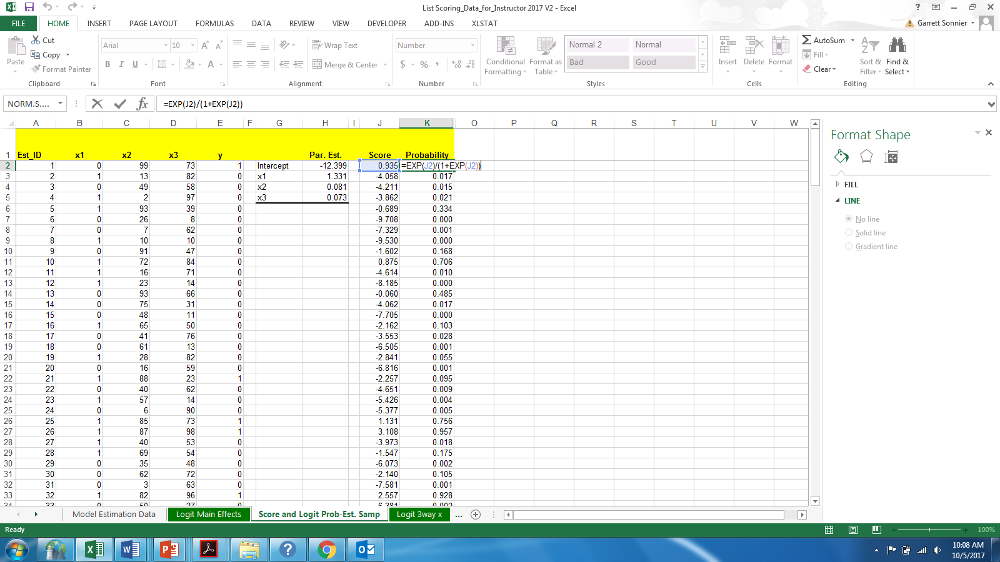 List Scoring_Data_for_Instructor 2017 V2 - Excel
FILE HOME INSERT PAGE LAYOUT FORMULAS DATA REVIEW VIEW DEVELOPER ADD-INS XLSTAT Garrett Sonnier
Cut
Copy
Format Painter
Paste
Clipboard
Arial 10
B I U
Font
Wrap Text
Merge & Center
Alignment
Number
$ % ,
Number
Conditional Formatting
Format as Table
Normal 2 Normal
Bad Good
Styles
Insert Delete Format
Cells
AutoSum
Fill
Clear
Sort & Filter
Find & Select
Editing
NORM.S.... fx =EXP(J2)/(1+EXP(J2))
A B C D E F G H I J K O P Q R S T U V W
1 Est_ID x1 x2 x3 y Par. Est. Score Probability
2 1 0 99 73 1 Intercept -12.399 0.935 =EXP(J2)/(1+EXP(J2))
3 2 1 13 82 0 x1 1.331 -4.058 0.017
4 3 0 49 58 0 x2 0.081 -4.211 0.015
5 4 1 2 97 0 x3 0.073 -3.862 0.021
6 5 1 93 39 0 -0.689 0.334
7 6 0 26 8 0 -9.708 0.000
8 7 0 7 62 0 -7.329 0.001
9 8 1 10 10 0 -9.530 0.000
10 9 0 91 47 0 -1.602 0.168
11 10 1 72 84 0 0.875 0.706
12 11 1 16 71 0 -4.614 0.010
13 12 1 23 14 0 -8.185 0.000
14 13 0 93 66 0 -0.060 0.485
15 14 0 75 31 0 -4.062 0.017
16 15 0 48 11 0 -7.705 0.000
17 16 1 65 50 0 -2.162 0.103
18 17 0 41 76 0 -3.553 0.028
19 18 0 61 13 0 -6.505 0.001
20 19 1 28 82 0 -2.841 0.055
21 20 0 16 59 0 -6.816 0.001
22 21 1 88 23 1 -2.257 0.095
23 22 0 40 62 0 -4.651 0.009
24 23 1 57 14 0 -5.426 0.004
25 24 0 6 90 0 -5.377 0.005
26 25 1 85 73 1 1.131 0.756
27 26 1 87 98 1 3.108 0.957
28 27 1 40 53 0 -3.973 0.018
29 28 1 69 54 0 -1.547 0.175
30 29 0 35 48 0 -6.073 0.002
31 30 0 62 72 0 -2.140 0.105
32 31 0 3 63 0 -7.581 0.001
33 32 1 82 96 1 2.557 0.928
Format Shape
FILL
LINE
No line
Solid line
Gradient line
Model Estimation Data Logit Main Effects Score and Logit Prob-Est. Samp Logit 3way x ...
Ready 100%
10:08 AM
10/5/2017